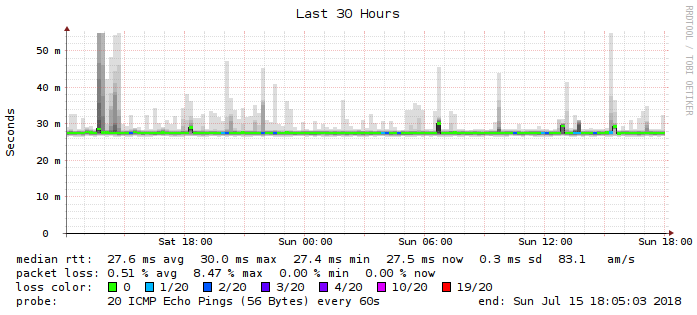 Last 30 Hours
RRDTOOL / TOBI OETIKER
Seconds
50 m
40 m
30 m
20 m
10 m
0
Sat 18:00 Sun 00:00 Sun 06:00 Sun 12:00 Sun 18:00
median rtt: 27.6 ms avg 30.0 ms max 27.4 ms min 27.5 ms now 0.3 ms sd 83.1 am/s
packet loss: 0.51 % avg 8.47 % max 0.00 % min 0.00 % now
loss color: 0 1/20 2/20 3/20 4/20 10/20 19/20
probe: 20 ICMP Echo Pings (56 Bytes) every 60s end: Sun Jul 15 18:05:03 2018